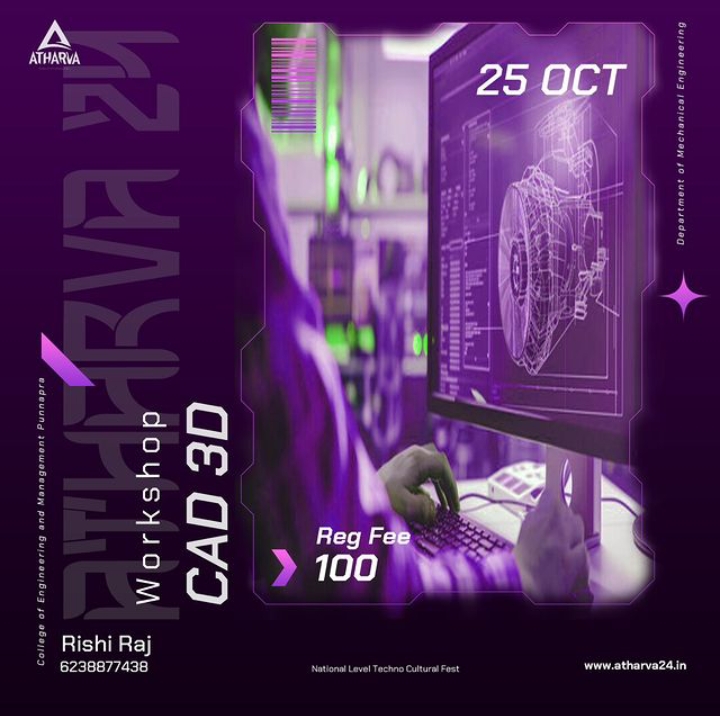 ATHARVA
ATHARVA 24
25 OCT
Department of Mechanical Engineering
College of Engineering and Management Punnapra
Workshop
CAD 3D
Reg Fee
100
Rishi Raj
6238877438
National Level Techno Cultural Fest
www.atharva24.in